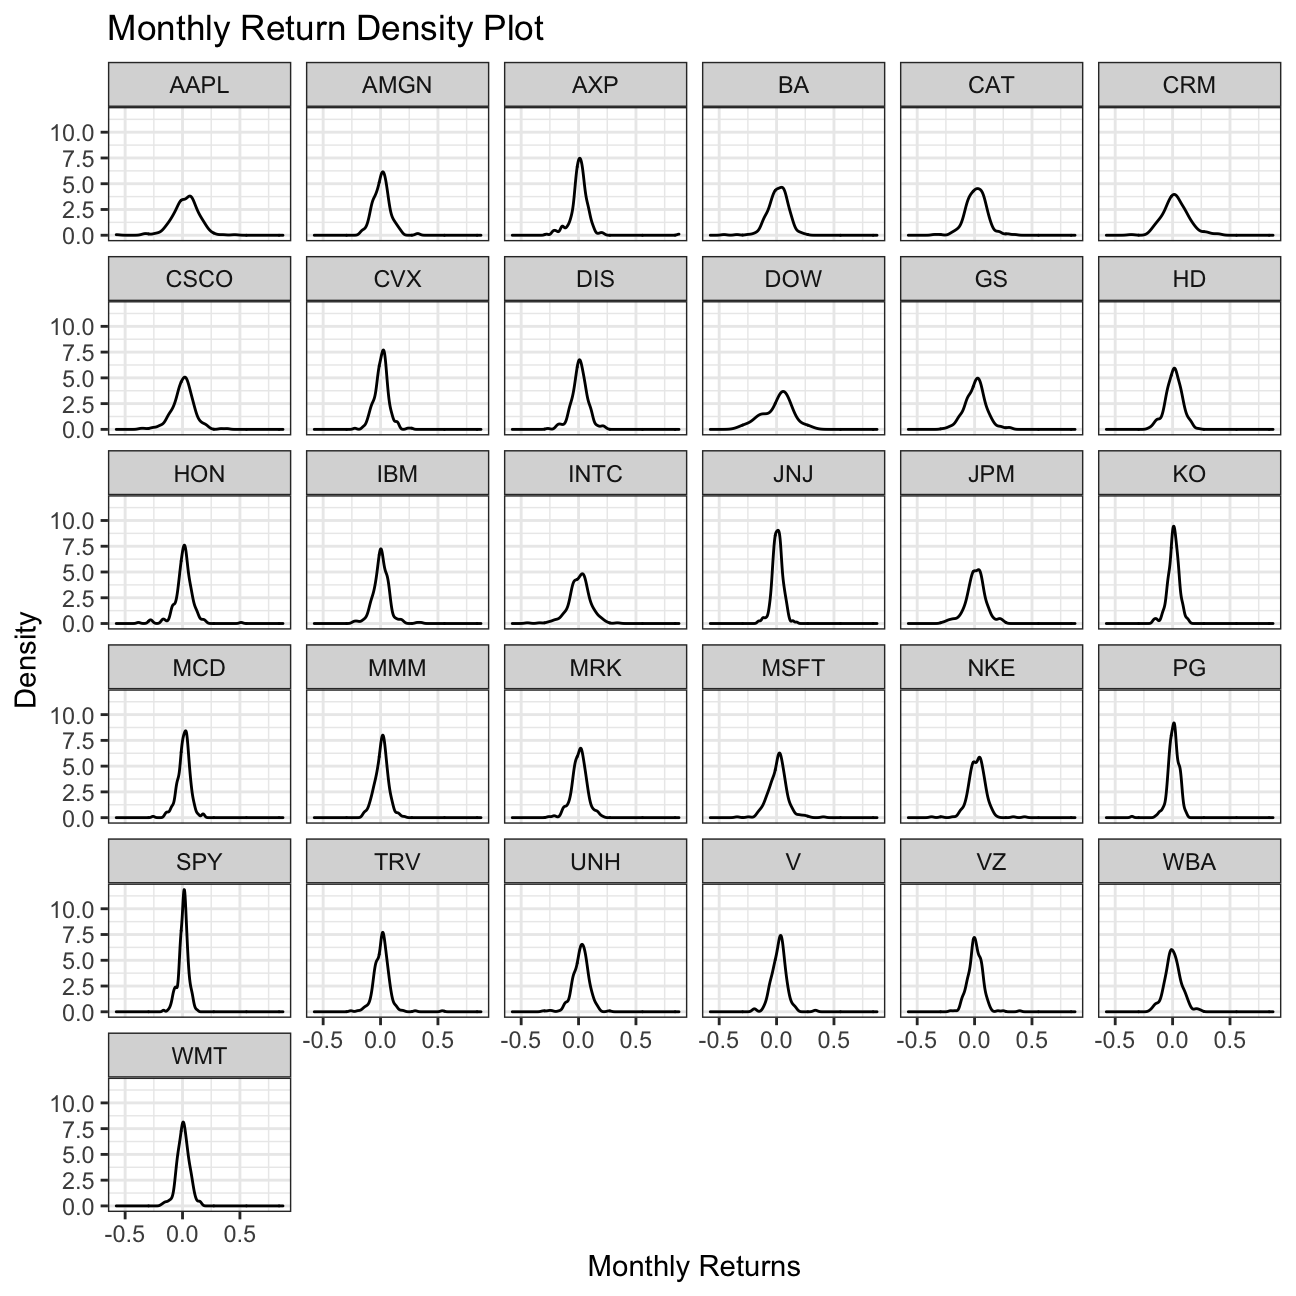 Monthly Return Density Plot
AAPL AMGN AXP BA CAT CRM
10.0
7.5
5.0
2.5
0.0
CSCO CVX DIS DOW GS HD
10.0
7.5
5.0
2.5
0.0
HON IBM INTC JNJ JPM KO
10.0
7.5
5.0
2.5
0.0
Density
MCD MMM MRK MSFT NKE PG
10.0
7.5
5.0
2.5
0.0
SPY TRV UNH V VZ WBA
10.0
7.5
5.0
2.5
0.0
-0.5 0.0 0.5 -0.5 0.0 0.5 -0.5 0.0 0.5 -0.5 0.0 0.5 -0.5 0.0 0.5
WMT
10.0
7.5
5.0
2.5
0.0
-0.5 0.0 0.5
Monthly Returns